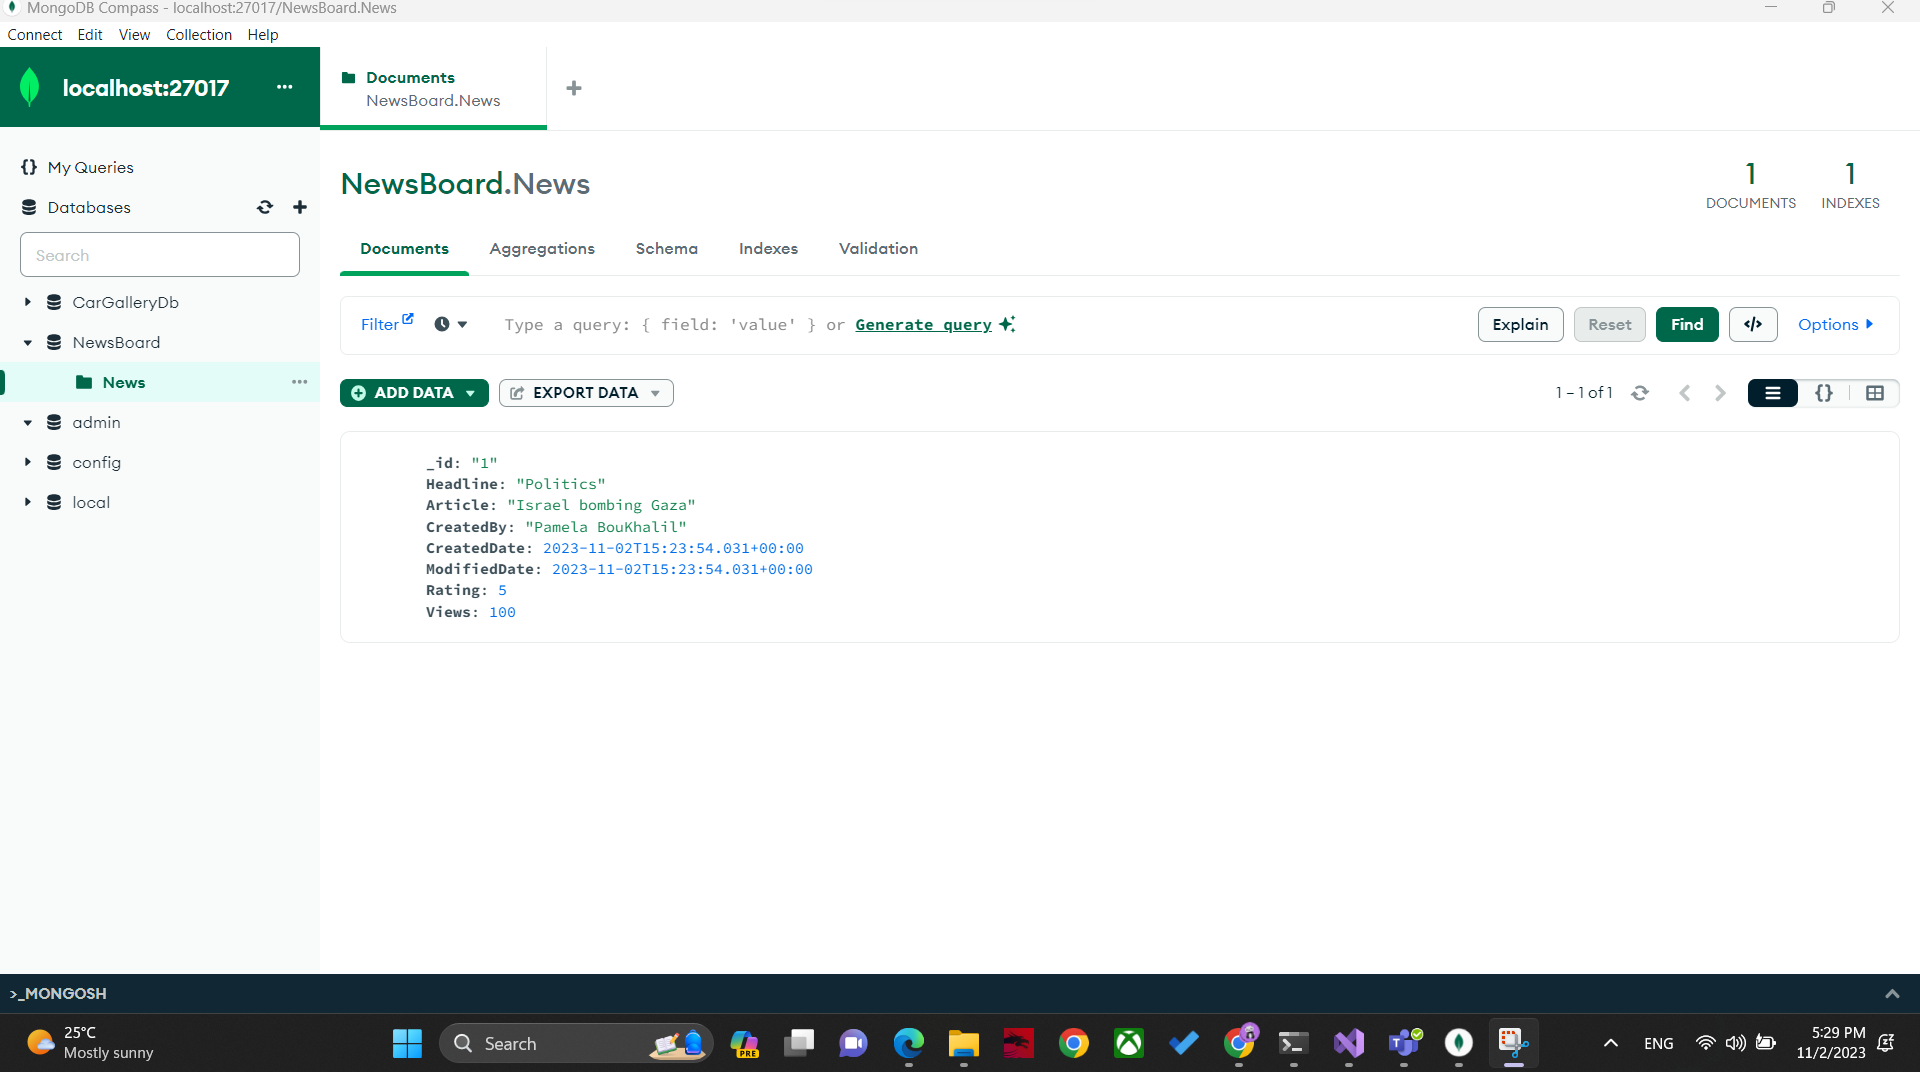 MongoDB Compass - localhost:27017/NewsBoard.News
Connect Edit View Collection Help
localhost:27017 ...
Documents
NewsBoard.News
{} My Queries
Databases
Search
CarGalleryDb
NewsBoard
News ...
admin
config
local
NewsBoard.News
1
DOCUMENTS
1
INDEXES
Documents Aggregations Schema Indexes Validation
Filter Type a query: { field: 'value' } or Generate query Explain Reset Find </> Options
ADD DATA EXPORT DATA 1 – 1 of 1 {}
_id: "1"
Headline: "Politics"
Article: "Israel bombing Gaza"
CreatedBy: "Pamela BouKhalil"
CreatedDate: 2023-11-02T15:23:54.031+00:00
ModifiedDate: 2023-11-02T15:23:54.031+00:00
Rating: 5
Views: 100
>_MONGOSH
25°C
Mostly sunny
Search
PRE
ENG
5:29 PM
11/2/2023